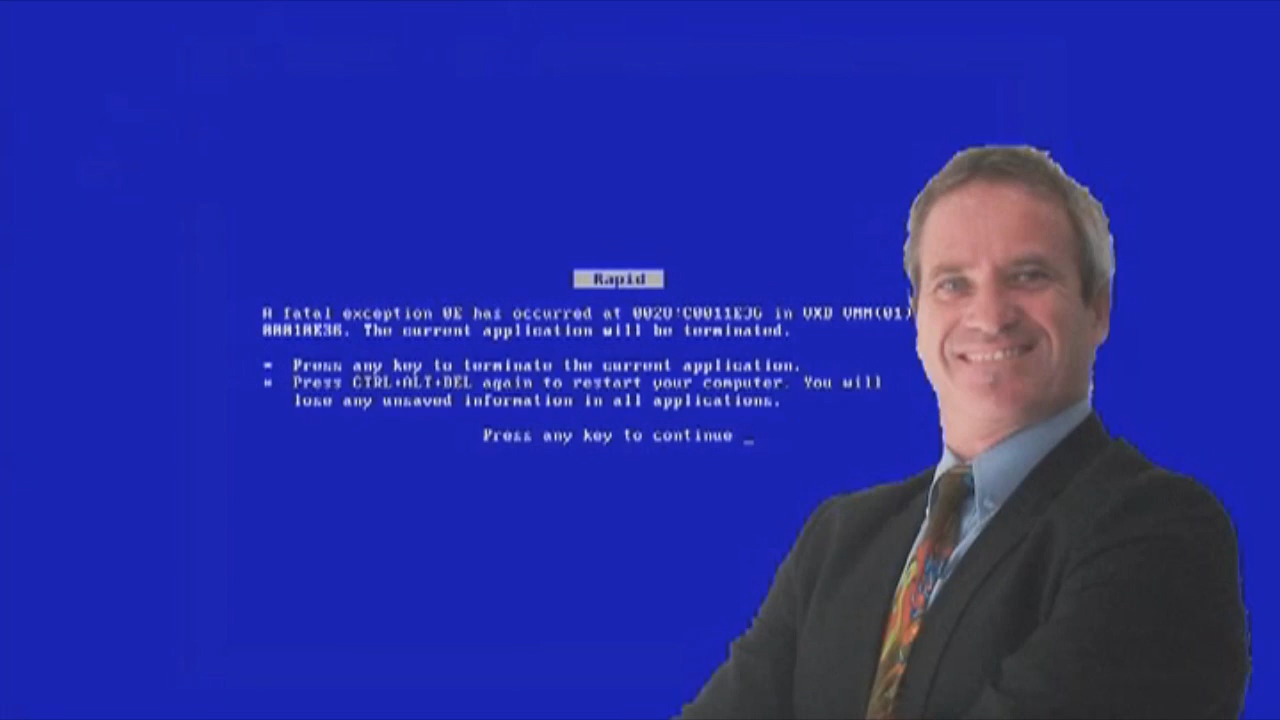 Rapid
A fatal exception 0E has occurred at 0028:C0011E36 in VXD VMM(01)
The current application will be terminated.
* Press any key to terminate the current application.
* Press CTRL+ALT+DEL again to restart your computer. You will
lose any unsaved information in all applications.
Press any key to continue _